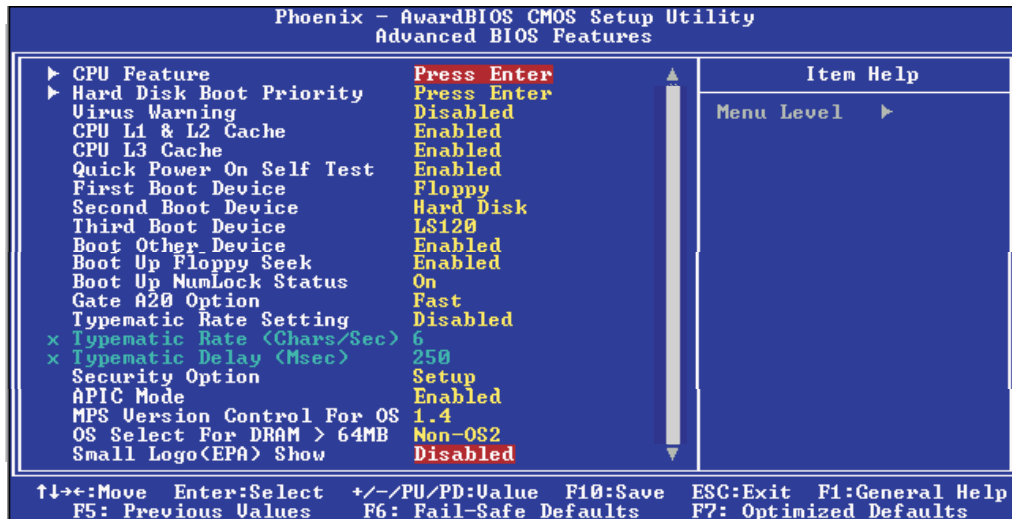 Phoenix - AwardBIOS CMOS Setup Utility
Advanced BIOS Features
► CPU Feature Press Enter
► Hard Disk Boot Priority Press Enter
Virus Warning Disabled
CPU L1 & L2 Cache Enabled
CPU L3 Cache Enabled
Quick Power On Self Test Enabled
First Boot Device Floppy
Second Boot Device Hard Disk
Third Boot Device LS120
Boot Other Device Enabled
Boot Up Floppy Seek Enabled
Boot Up NumLock Status On
Gate A20 Option Fast
Typematic Rate Setting Disabled
x Typematic Rate (Chars/Sec) 6
x Typematic Delay (Msec) 250
Security Option Setup
APIC Mode Enabled
MPS Version Control For OS 1.4
OS Select For DRAM > 64MB Non-OS2
Small Logo(EPA) Show Disabled
Item Help
Menu Level ►
↑↓→←:Move Enter:Select +/-/PU/PD:Value F10:Save ESC:Exit F1:General Help
F5: Previous Values F6: Fail-Safe Defaults F7: Optimized Defaults